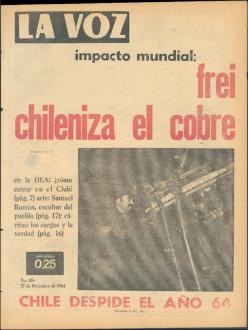 LA VOZ
impacto mundial:
frei
chileniza el cobre
en la OEA: ¿cómo
entrar en el Club?
(pág. 7) arte: Samuel
Román, escultor del
pueblo (pág. 17): cá-
ritas: los cargos y la
verdad (pág. 16)
0.25
27 de Diciembre de 1964
CHILE DESPIDE EL AÑO 64